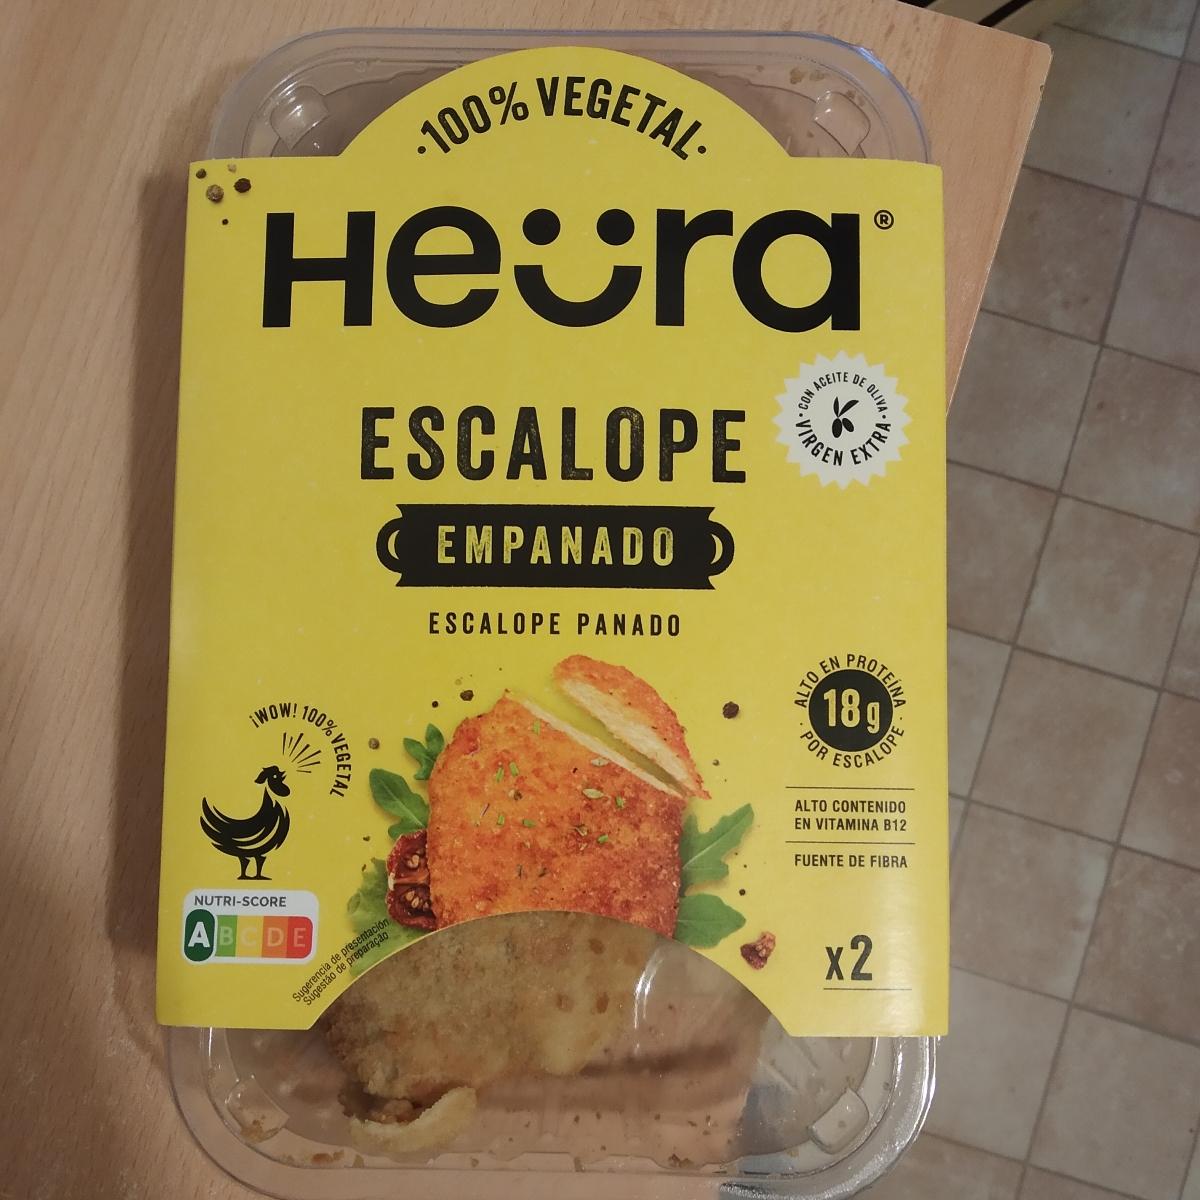 ·100% VEGETAL·
Heüra®
CON ACEITE DE OLIVA
·VIRGEN EXTRA·
ESCALOPE
EMPANADO
ESCALOPE PANADO
¡WOW! 100% VEGETAL
ALTO EN PROTEÍNA
18g
· POR ESCALOPE ·
ALTO CONTENIDO
EN VITAMINA B12
FUENTE DE FIBRA
NUTRI-SCORE
ABCDE
Sugerencia de presentación
Sugestão de preparação
x2